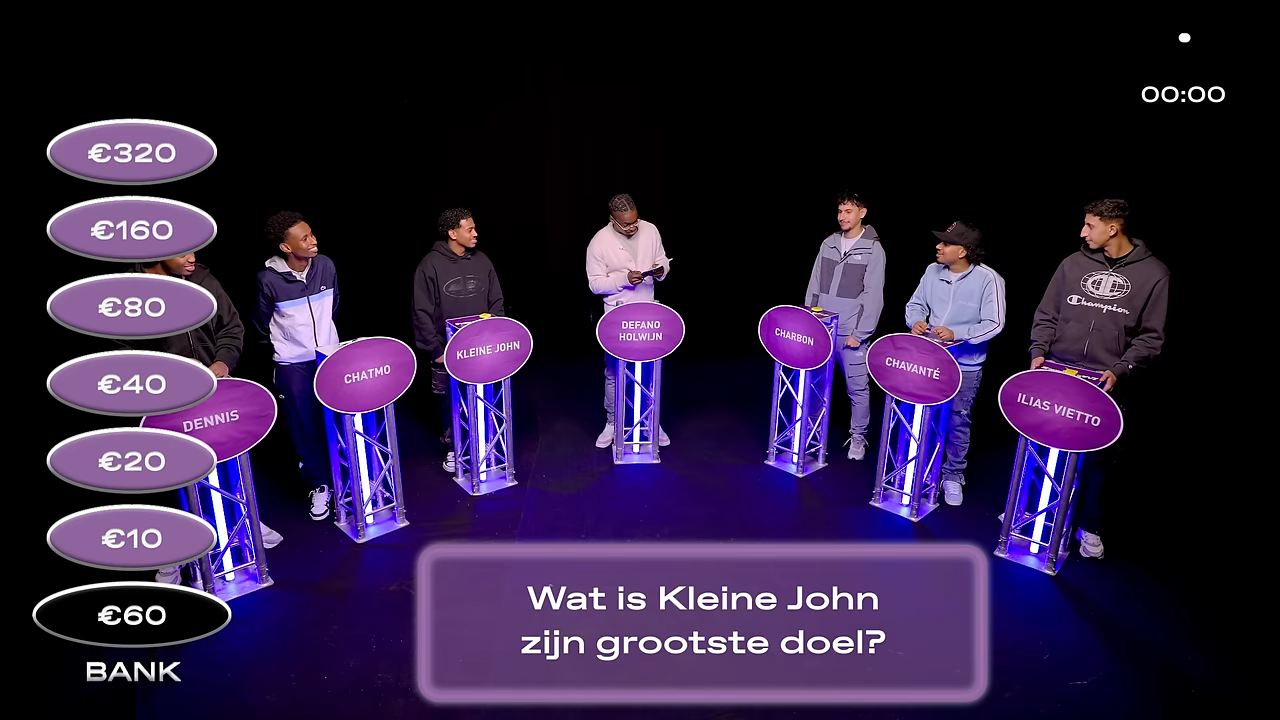 00:00
€320
€160
€80
€40
€20
€10
€60
BANK
DENNIS
CHATMO
KLEINE JOHN
DEFANO
HOLWIJN
CHARBON
CHAVANTÉ
ILIAS VIETTO
Champion
Wat is Kleine John
zijn grootste doel?